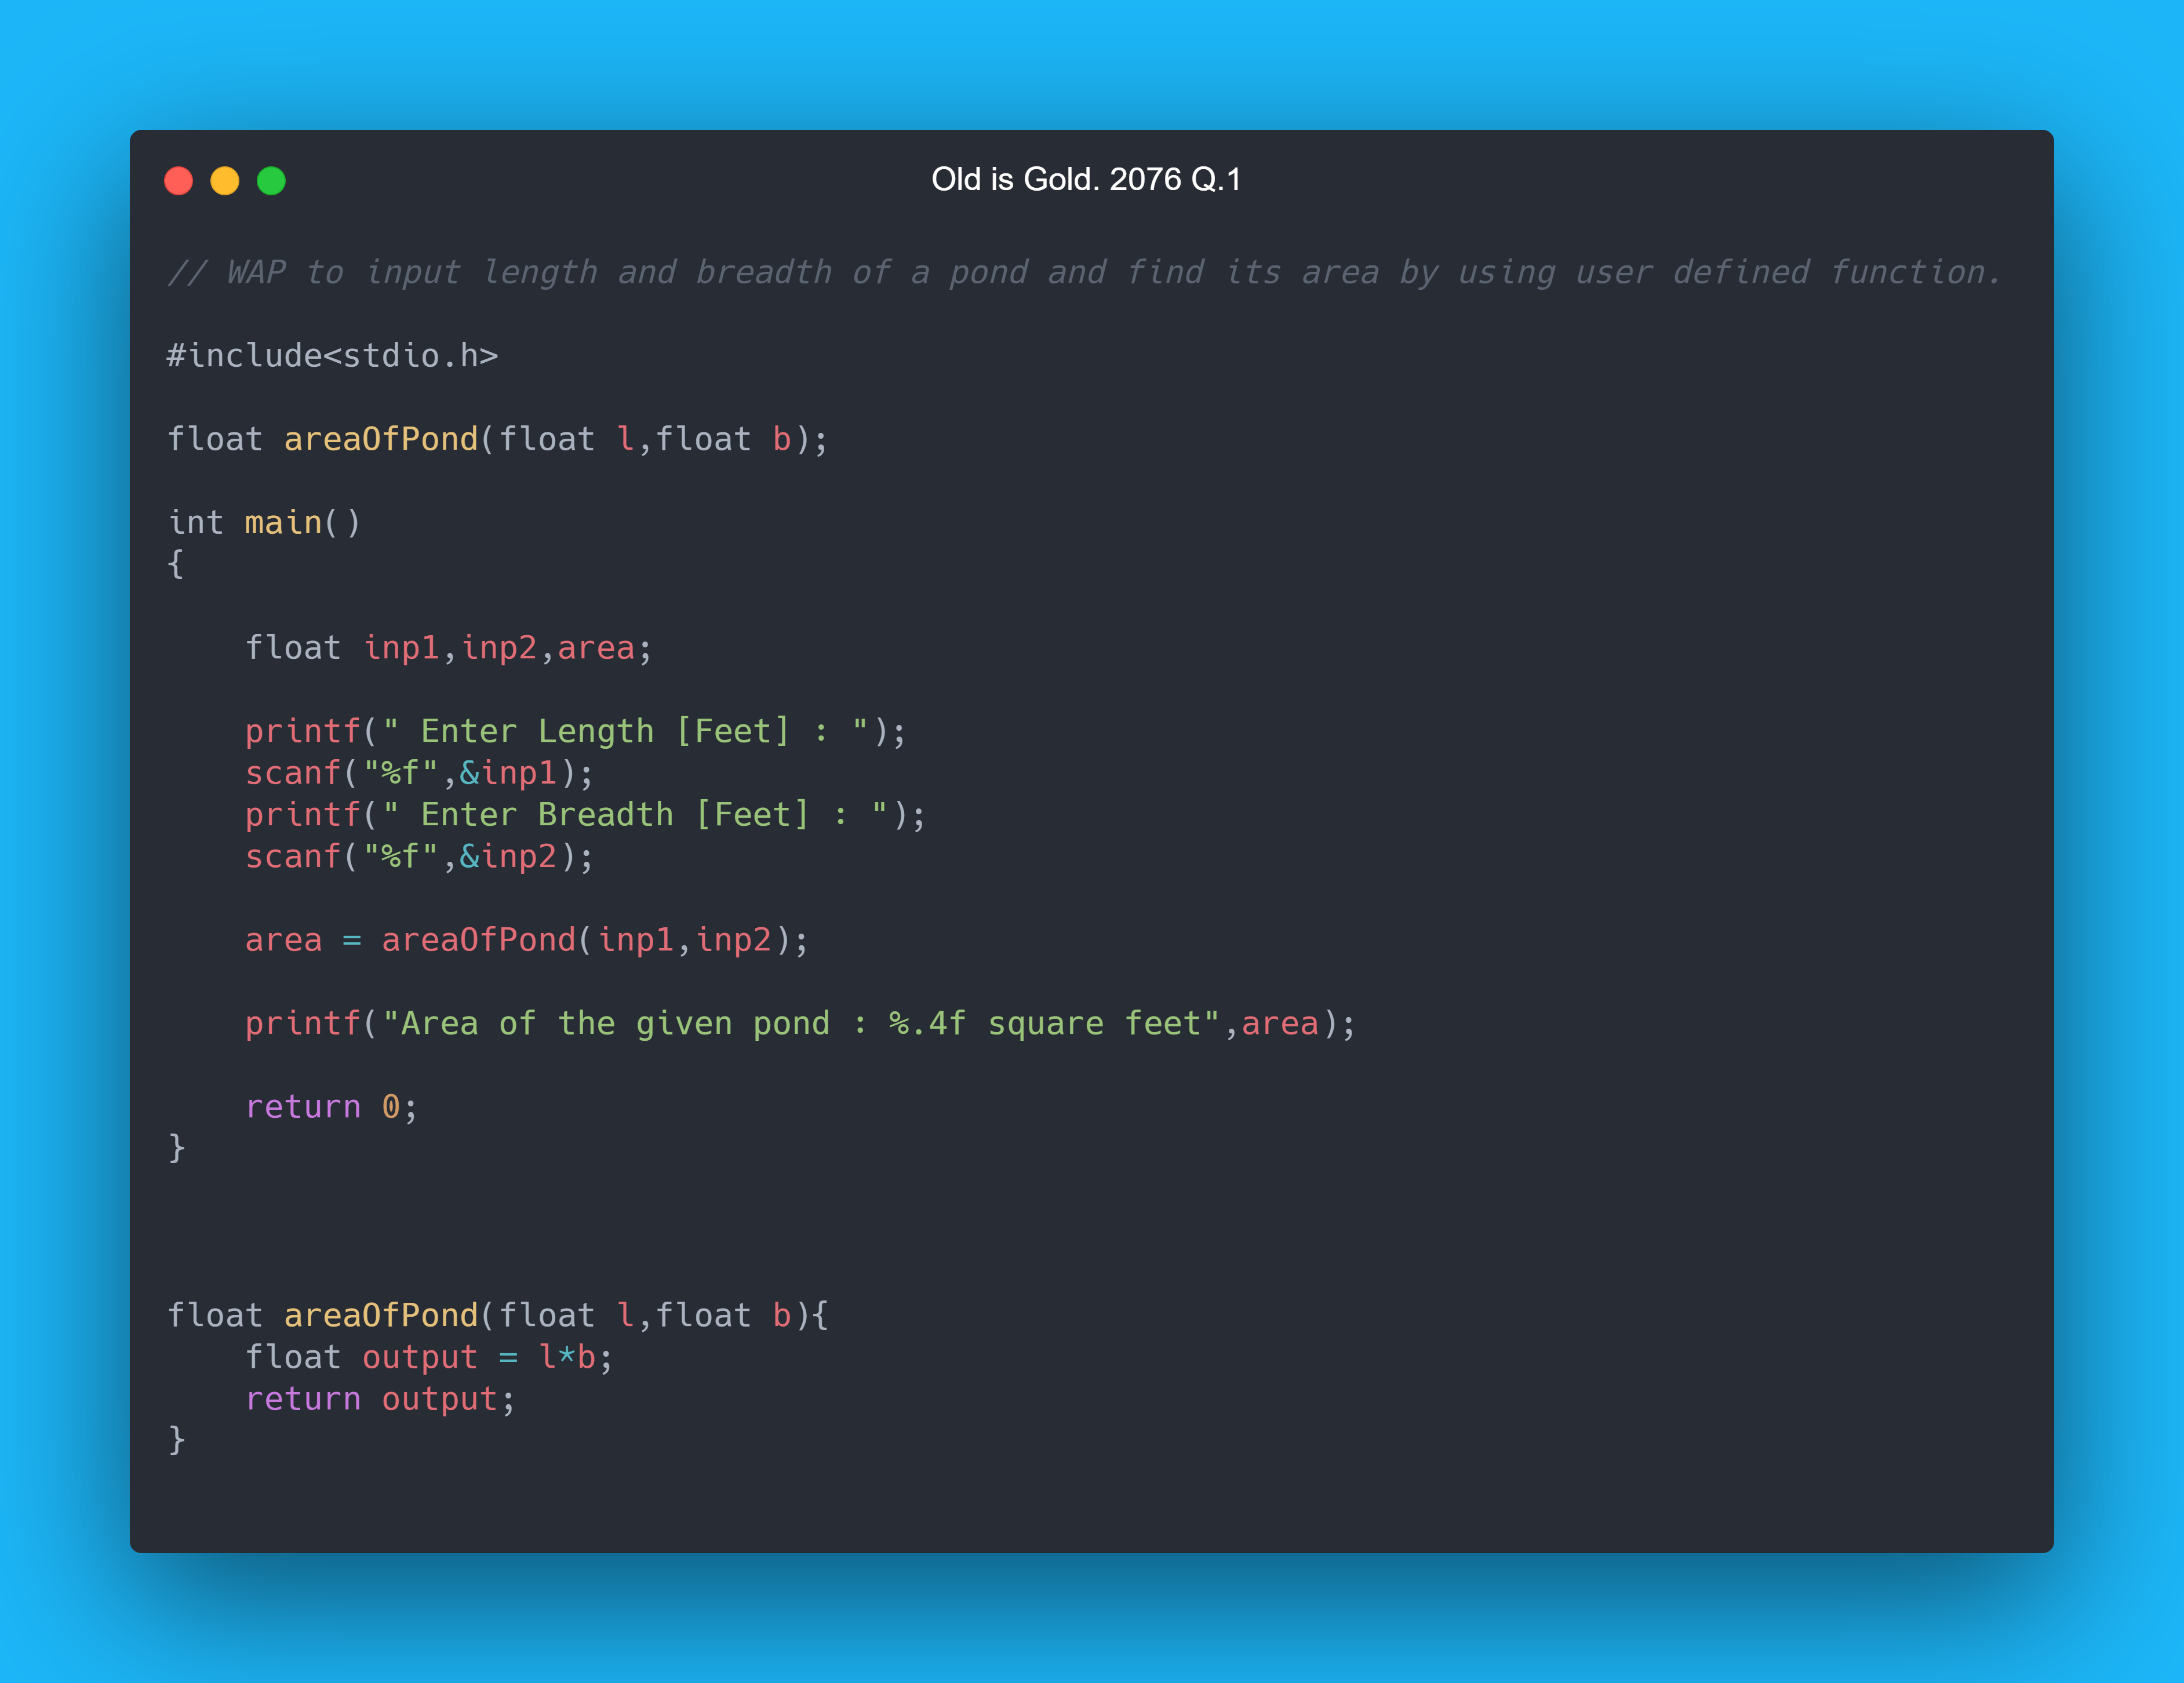 Old is Gold. 2076 Q.1
// WAP to input length and breadth of a pond and find its area by using user defined function.
#include<stdio.h>
float areaOfPond(float l,float b);
int main()
{
    float inp1,inp2,area;
    printf(" Enter Length [Feet] : ");
    scanf("%f",&inp1);
    printf(" Enter Breadth [Feet] : ");
    scanf("%f",&inp2);
    area = areaOfPond(inp1,inp2);
    printf("Area of the given pond : %.4f square feet",area);
    return 0;
}
float areaOfPond(float l,float b){
    float output = l*b;
    return output;
}